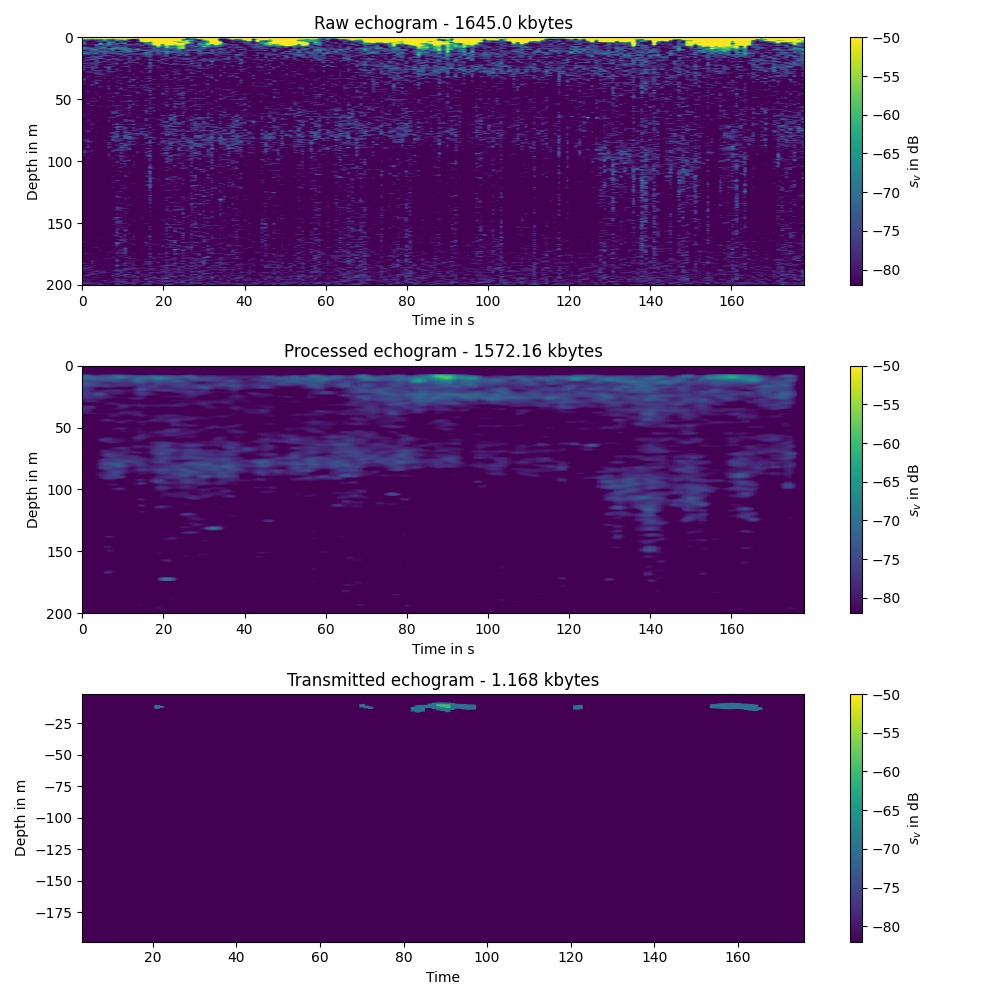 Raw echogram - 1645.0 kbytes
0
50
100
150
200
Depth in m
0 20 40 60 80 100 120 140 160
Time in s
−50
−55
−60
−65
−70
−75
−80
s_v in dB
Processed echogram - 1572.16 kbytes
0
50
100
150
200
Depth in m
0 20 40 60 80 100 120 140 160
Time in s
−50
−55
−60
−65
−70
−75
−80
s_v in dB
Transmitted echogram - 1.168 kbytes
−25
−50
−75
−100
−125
−150
−175
Depth in m
20 40 60 80 100 120 140 160
Time
−50
−55
−60
−65
−70
−75
−80
s_v in dB